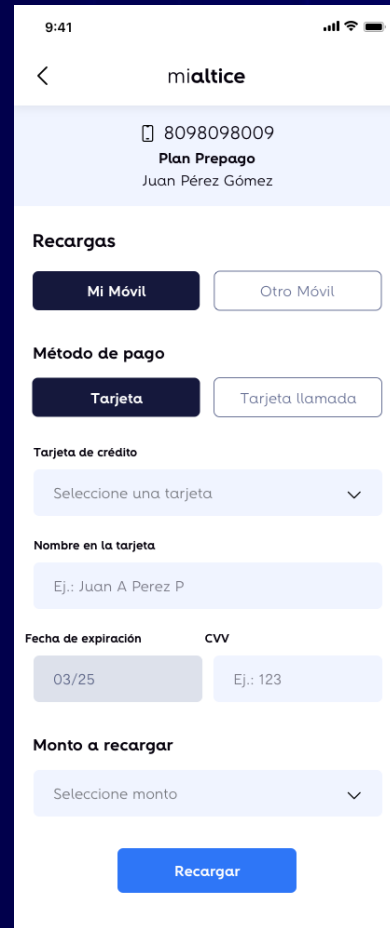 9:41
mialtice
8098098009
Plan Prepago
Juan Pérez Gómez
Recargas
Mi Móvil
Otro Móvil
Método de pago
Tarjeta
Tarjeta llamada
Tarjeta de crédito
Seleccione una tarjeta
Nombre en la tarjeta
Ej.: Juan A Perez P
Fecha de expiración
CVV
03/25
Ej.: 123
Monto a recargar
Seleccione monto
Recargar